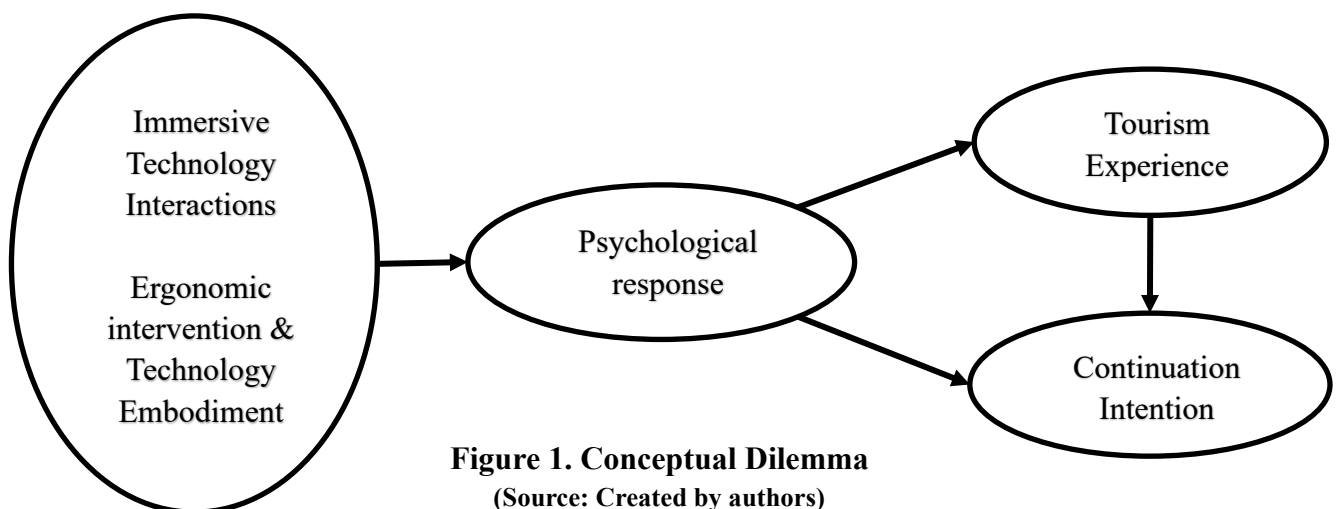 Immersive
Technology
Interactions
Ergonomic
intervention &
Technology
Embodiment
Psychological
response
Tourism
Experience
Continuation
Intention
Figure 1. Conceptual Dilemma
(Source: Created by authors)